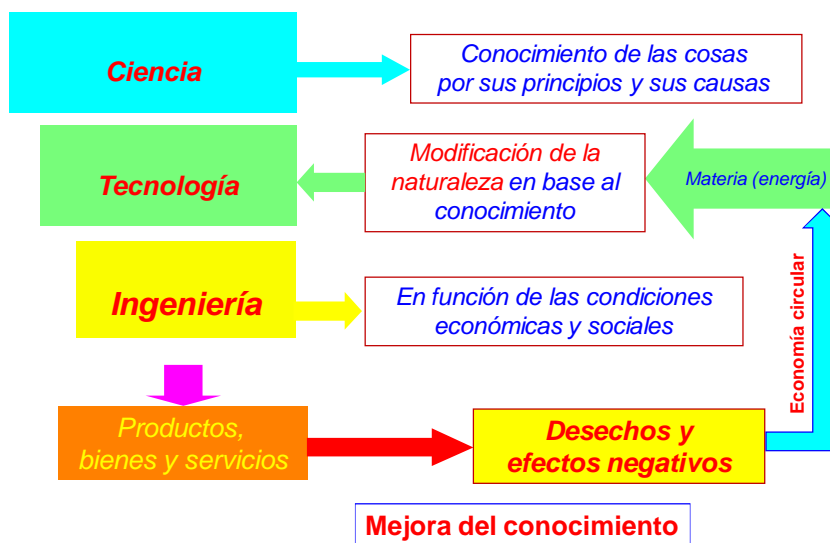 Ciencia
Conocimiento de las cosas
por sus principios y sus causas
Tecnología
Modificación de la
naturaleza en base al
conocimiento
Materia (energía)
Ingeniería
En función de las condiciones
económicas y sociales
Economía circular
Productos,
bienes y servicios
Desechos y
efectos negativos
Mejora del conocimiento